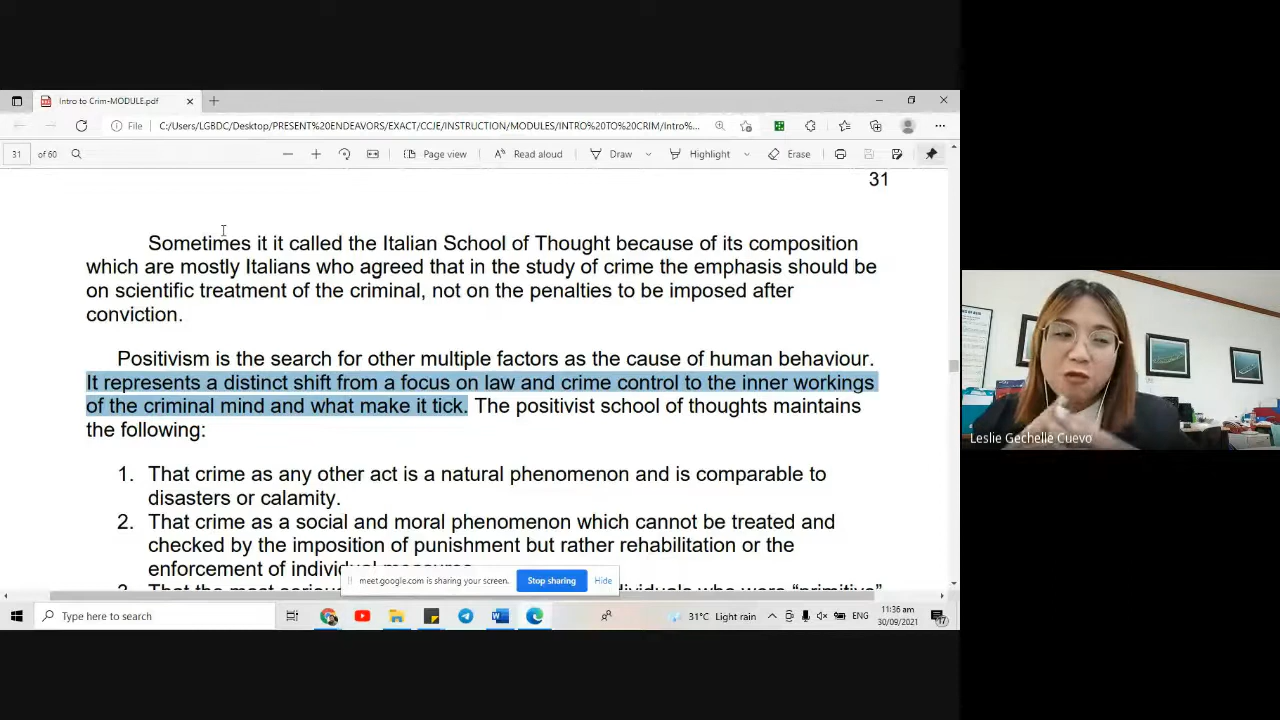 Intro to Crim-MODULE.pdf
File C:/Users/LGBDC/Desktop/PRESENT%20ENDEAVORS/EXACT/CCJE/INSTRUCTION/MODULES/INTRO%20TO%20CRIM/Intro%...
31 of 60 Page view Read aloud Draw Highlight Erase
31
Sometimes it it called the Italian School of Thought because of its composition
which are mostly Italians who agreed that in the study of crime the emphasis should be
on scientific treatment of the criminal, not on the penalties to be imposed after
conviction.
Positivism is the search for other multiple factors as the cause of human behaviour.
It represents a distinct shift from a focus on law and crime control to the inner workings
of the criminal mind and what make it tick. The positivist school of thoughts maintains
the following:
1. That crime as any other act is a natural phenomenon and is comparable to
disasters or calamity.
2. That crime as a social and moral phenomenon which cannot be treated and
checked by the imposition of punishment but rather rehabilitation or the
enforcement of
meet.google.com is sharing your screen. Stop sharing Hide
Type here to search
31°C Light rain ENG 11:36 am
30/09/2021
Leslie Gechelle Cuevo